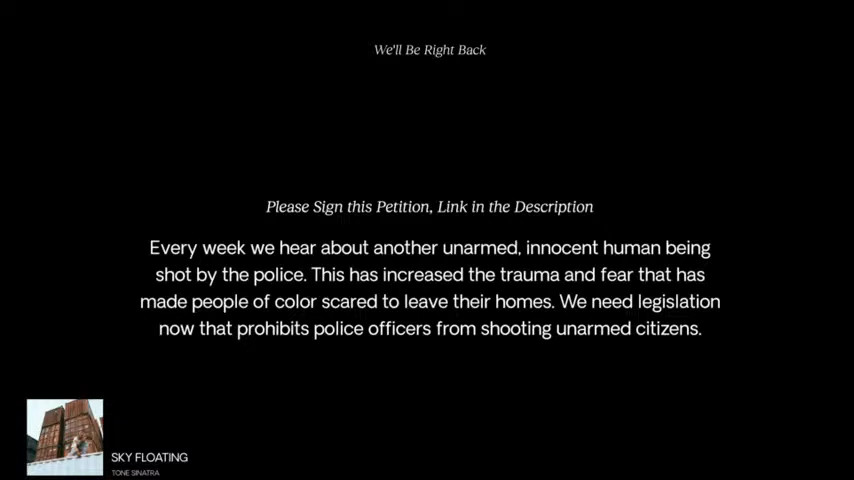 We'll Be Right Back
Please Sign this Petition, Link in the Description
Every week we hear about another unarmed, innocent human being
shot by the police. This has increased the trauma and fear that has
made people of color scared to leave their homes. We need legislation
now that prohibits police officers from shooting unarmed citizens.
SKY FLOATING
TONE SINATRA